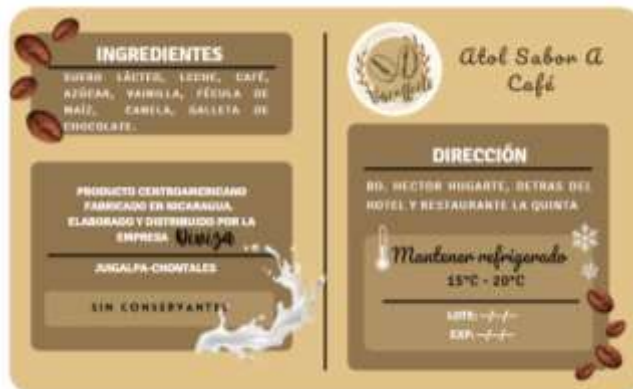 INGREDIENTES
SUERO LÁCTEO, LECHE, CAFÉ,
AZÚCAR, VAINILLA, FÉCULA DE
MAÍZ, CANELA, GALLETA DE
CHOCOLATE.
PRODUCTO CENTROAMERICANO
FABRICADO EN NICARAGUA,
ELABORADO Y DISTRIBUIDO POR LA
EMPRESA
JUIGALPA-CHONTALES
SIN CONSERVANTES
Atol Sabor A
Café
DIRECCIÓN
BO. HECTOR HUGARTE, DETRAS DEL
HOTEL Y RESTAURANTE LA QUINTA
Mantener refrigerado
15°C - 20°C
LOTE: --/--/--
EXP: --/--/--